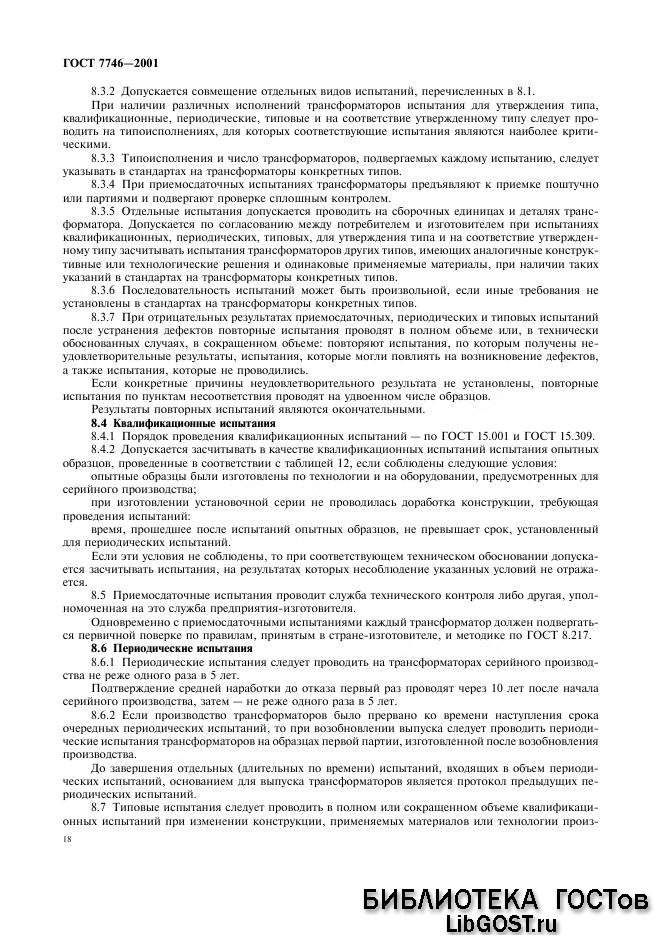 ГОСТ 7746—2001
8.3.2 Допускается совмещение отдельных видов испытаний, перечисленных в 8.1.
При наличии различных исполнений трансформаторов испытания для утверждения типа,
квалификационные, периодические, типовые и на соответствие утвержденному типу следует про-
водить на типоисполнениях, для которых соответствующие испытания являются наиболее крити-
ческими.
8.3.3 Типоисполнения и число трансформаторов, подвергаемых каждому испытанию, следует
указывать в стандартах на трансформаторы конкретных типов.
8.3.4 При приемосдаточных испытаниях трансформаторы предъявляют к приемке поштучно
или партиями и подвергают проверке сплошным контролем.
8.3.5 Отдельные испытания допускается проводить на сборочных единицах и деталях транс-
форматора. Допускается по согласованию между потребителем и изготовителем при испытаниях
квалификационных, периодических, типовых, для утверждения типа и на соответствие утвержден-
ному типу засчитывать испытания трансформаторов других типов, имеющих аналогичные конструк-
тивные или технологические решения и одинаковые применяемые материалы, при наличии таких
указаний в стандартах на трансформаторы конкретных типов.
8.3.6 Последовательность испытаний может быть произвольной, если иные требования не
установлены в стандартах на трансформаторы конкретных типов.
8.3.7 При отрицательных результатах приемосдаточных, периодических и типовых испытаний
после устранения дефектов повторные испытания проводят в полном объеме или, в технически
обоснованных случаях, в сокращенном объеме: повторяют испытания, по которым получены не-
удовлетворительные результаты, испытания, которые могли повлиять на возникновение дефектов,
а также испытания, которые не проводились.
Если конкретные причины неудовлетворительного результата не установлены, повторные
испытания по пунктам несоответствия проводят на удвоенном числе образцов.
Результаты повторных испытаний являются окончательными.
8.4 Квалификационные испытания
8.4.1 Порядок проведения квалификационных испытаний — по ГОСТ 15.001 и ГОСТ 15.309.
8.4.2 Допускается засчитывать в качестве квалификационных испытаний испытания опытных
образцов, проведенные в соответствии с таблицей 12, если соблюдены следующие условия:
опытные образцы были изготовлены по технологии и на оборудовании, предусмотренных для
серийного производства;
при изготовлении установочной серии не проводилась доработка конструкции, требующая
проведения испытаний:
время, прошедшее после испытаний опытных образцов, не превышает срок, установленный
для периодических испытаний.
Если эти условия не соблюдены, то при соответствующем техническом обосновании допуска-
ется засчитывать испытания, на результатах которых несоблюдение указанных условий не отража-
ется.
8.5 Приемосдаточные испытания проводит служба технического контроля либо другая, упол-
номоченная на это служба предприятия-изготовителя.
Одновременно с приемосдаточными испытаниями каждый трансформатор должен подвергать-
ся первичной поверке по правилам, принятым в стране-изготовителе, и методике по ГОСТ 8.217.
8.6 Периодические испытания
8.6.1 Периодические испытания следует проводить на трансформаторах серийного производ-
ства не реже одного раза в 5 лет.
Подтверждение средней наработки до отказа первый раз проводят через 10 лет после начала
серийного производства, затем — не реже одного раза в 5 лет.
8.6.2 Если производство трансформаторов было прервано ко времени наступления срока
очередных периодических испытаний, то при возобновлении выпуска следует проводить периоди-
ческие испытания трансформаторов на образцах первой партии, изготовленной после возобновления
производства.
До завершения отдельных (длительных по времени) испытаний, входящих в объем периоди-
ческих испытаний, основанием для выпуска трансформаторов является протокол предыдущих пе-
риодических испытаний.
8.7 Типовые испытания следует проводить в полном или сокращенном объеме квалификаци-
онных испытаний при изменении конструкции, применяемых материалов или технологии произ-
18
БИБЛИОТЕКА ГОСТов
LibGOST.ru